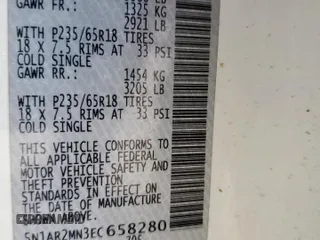 GAWR FR.: 1325 KG
2921 LB
WITH P235/65R18 TIRES
18 X 7.5 RIMS AT 33 PSI
COLD SINGLE
GAWR RR.: 1454 KG
3205 LB
WITH P235/65R18 TIRES
18 X 7.5 RIMS AT 33 PSI
COLD SINGLE
THIS VEHICLE CONFORMS
TO ALL APPLICABLE FEDERAL
MOTOR VEHICLE SAFETY AND
THEFT PREVENTION
STANDARDS IN EFFECT ON
THE DATE OF MANUFACTURE
SHOWN ABOVE.
5N1AR2MN3EC658280